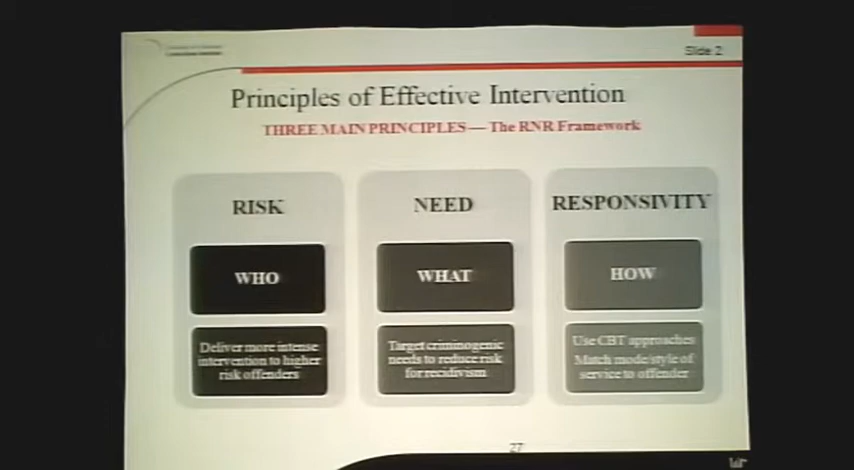 Slide 2
Principles of Effective Intervention
THREE MAIN PRINCIPLES — The RNR Framework
RISK
WHO
Deliver more intense
intervention to higher
risk offenders
NEED
WHAT
Target criminogenic
needs to reduce risk
for recidivism
RESPONSIVITY
HOW
Use CBT approaches
Match mode/style of
service to offender
27